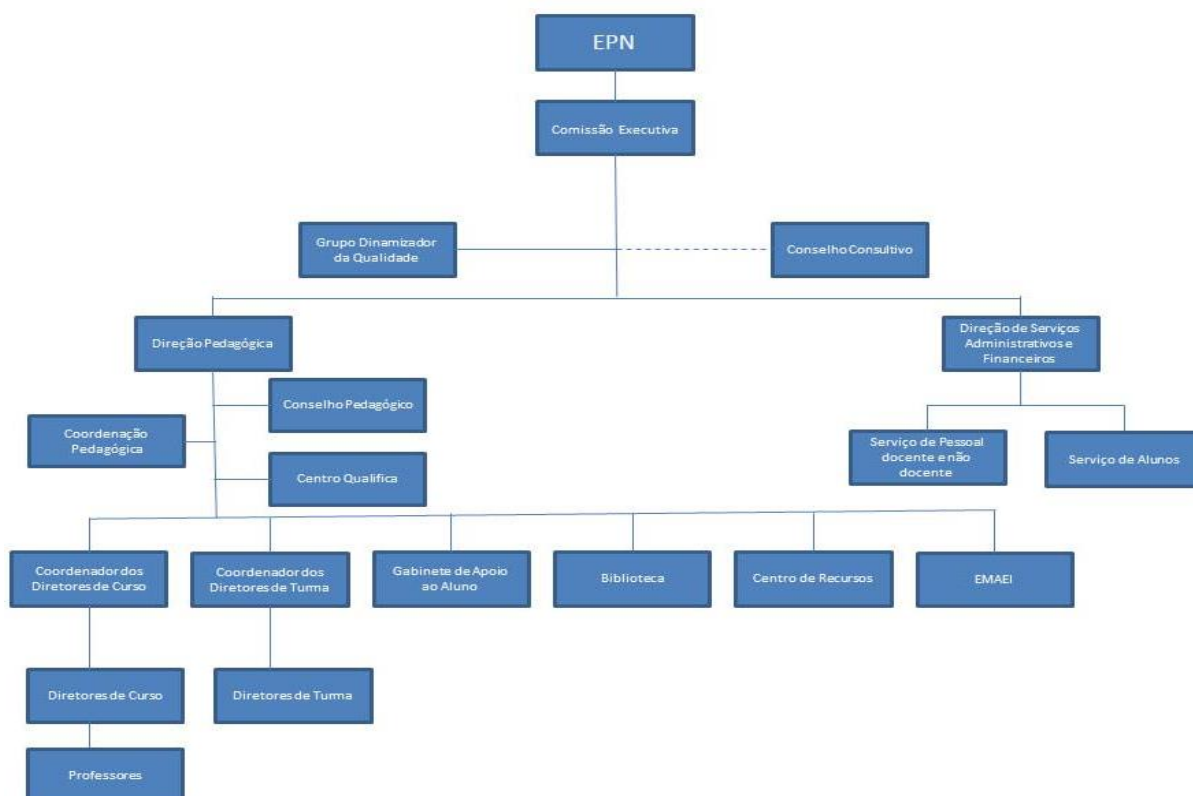 EPN
Comissão Executiva
Grupo Dinamizador
da Qualidade
Conselho Consultivo
Direção Pedagógica
Direção de Serviços
Administrativos e
Financeiros
Conselho Pedagógico
Coordenação
Pedagógica
Serviço de Pessoal
docente e não
docente
Serviço de Alunos
Centro Qualifica
Coordenador dos
Diretores de Curso
Coordenador dos
Diretores de Turma
Gabinete de Apoio
ao Aluno
Biblioteca
Centro de Recursos
EMAEI
Diretores de Curso
Diretores de Turma
Professores